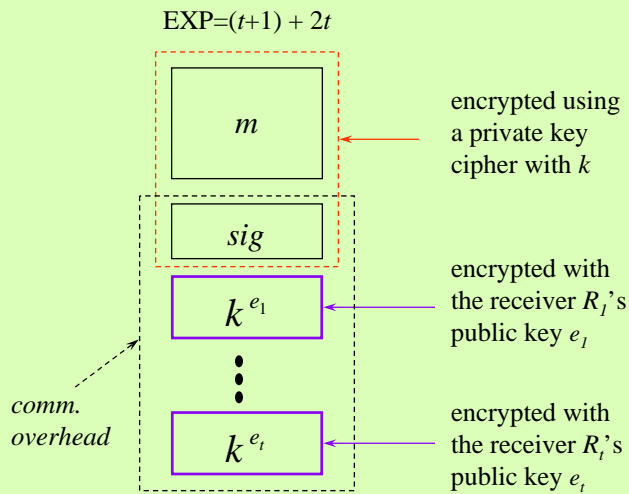 EXP=(t+1) + 2t
m
encrypted using
a private key
cipher with k
sig
encrypted with
the receiver R₁'s
public key e₁
k^e₁
comm.
overhead
encrypted with
the receiver Rₜ's
public key eₜ
k^eₜ